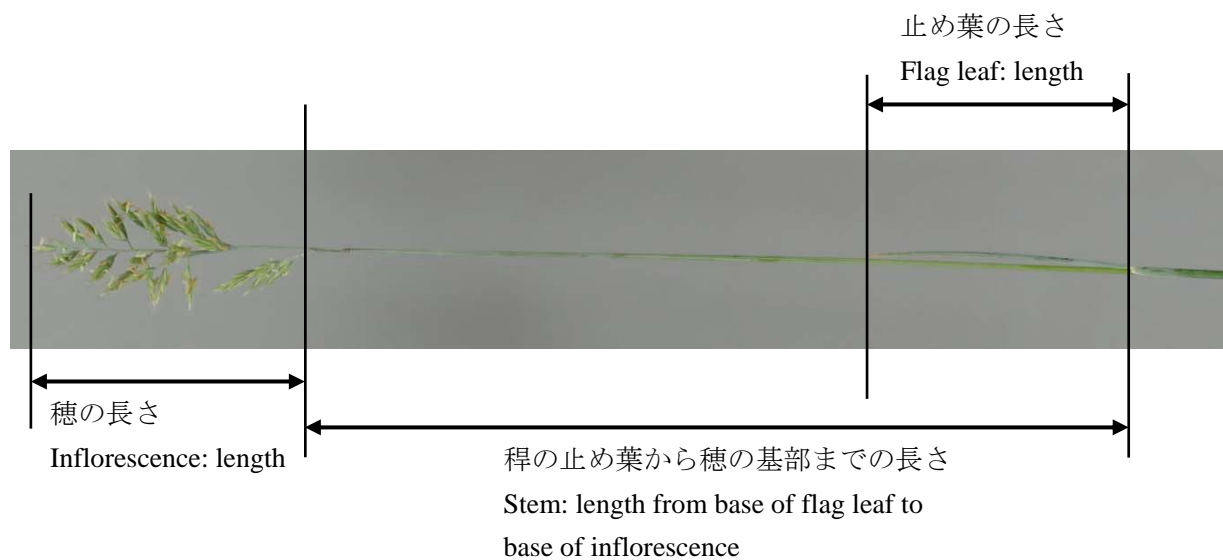 止め葉の長さ
Flag leaf: length
穂の長さ
Inflorescence: length
稈の止め葉から穂の基部までの長さ
Stem: length from base of flag leaf to
base of inflorescence